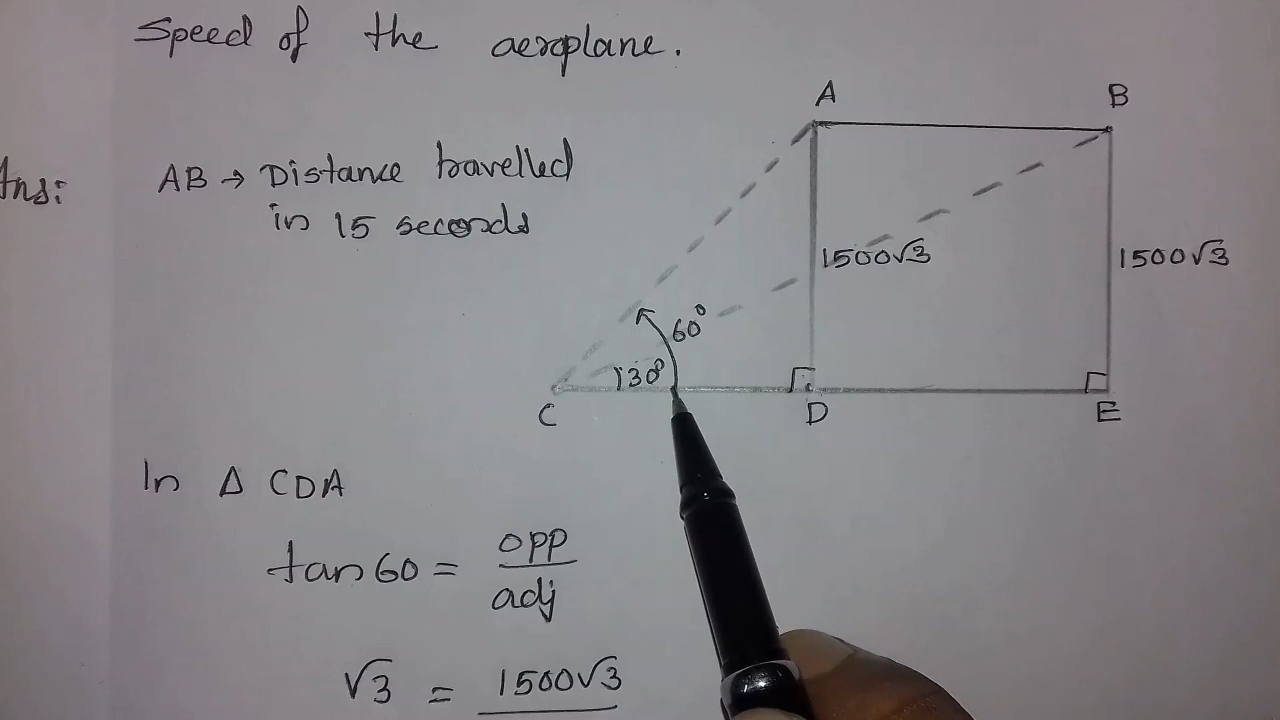 Speed of the aeroplane.
Ans: AB → Distance travelled
in 15 seconds
A B
1500√3 1500√3
60°
30°
C D E
In Δ CDA
tan 60 = opp
adj
√3 = 1500√3